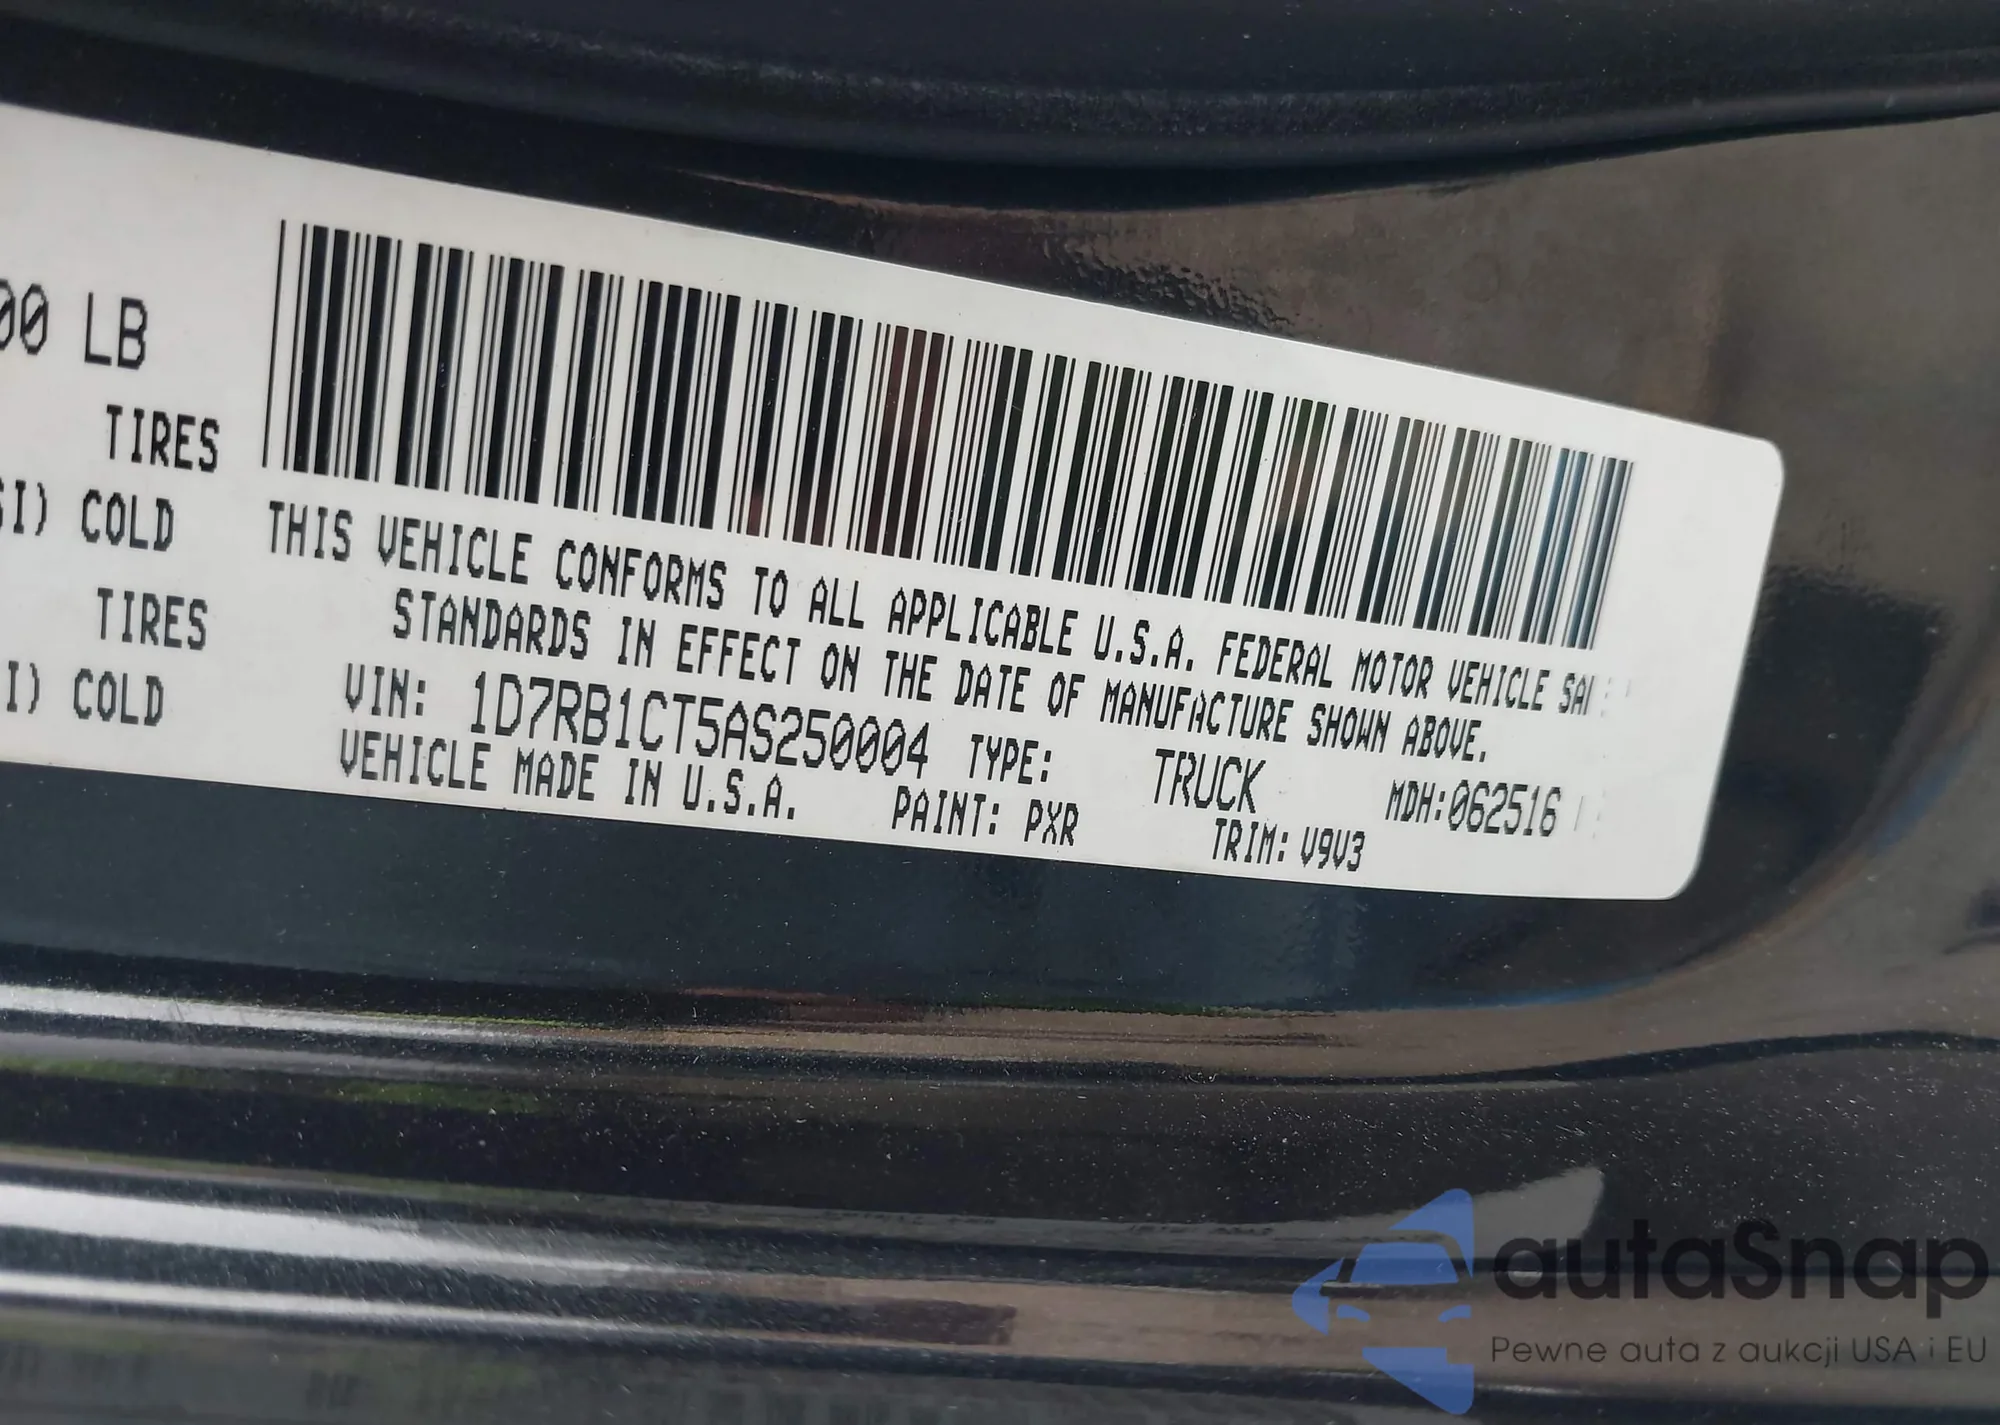 00 LB
TIRES
SI) COLD
TIRES
I) COLD
THIS VEHICLE CONFORMS TO ALL APPLICABLE U.S.A. FEDERAL MOTOR VEHICLE SA
STANDARDS IN EFFECT ON THE DATE OF MANUFACTURE SHOWN ABOVE.
VIN: 1D7RB1CT5AS250004 TYPE: TRUCK MDH:062516
VEHICLE MADE IN U.S.A. PAINT: PXR TRIM: V9V3
autaSnap
Pewne auta z aukcji USA i EU